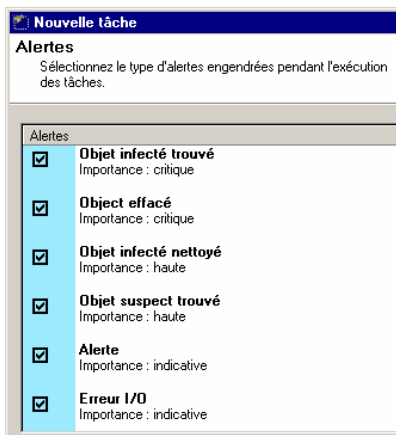 Nouvelle tâche
Alertes
Sélectionnez le type d'alertes engendrées pendant l'exécution
des tâches.
Alertes
Objet infecté trouvé
Importance : critique
Object effacé
Importance : critique
Objet infecté nettoyé
Importance : haute
Objet suspect trouvé
Importance : haute
Alerte
Importance : indicative
Erreur I/O
Importance : indicative